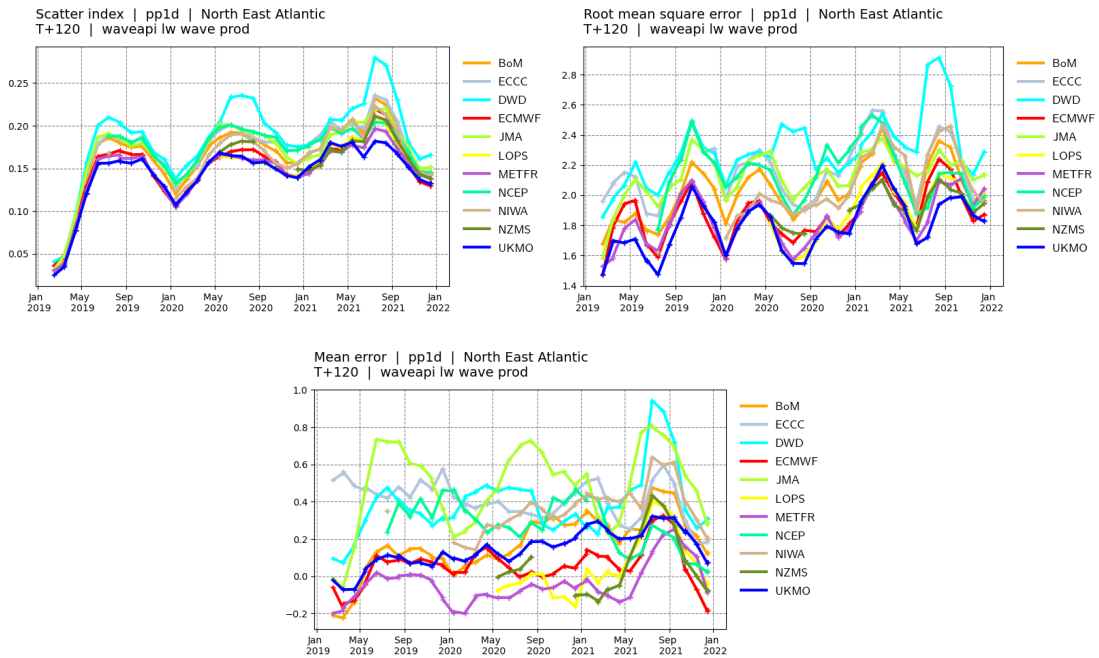 Scatter index | pp1d | North East Atlantic
T+120 | waveapi lw wave prod
0.25
0.20
0.15
0.10
0.05
Jan 2019
May 2019
Sep 2019
Jan 2020
May 2020
Sep 2020
Jan 2021
May 2021
Sep 2021
Jan 2022
BoM
ECCC
DWD
ECMWF
JMA
LOPS
METFR
NCEP
NIWA
NZMS
UKMO
Root mean square error | pp1d | North East Atlantic
T+120 | waveapi lw wave prod
2.8
2.6
2.4
2.2
2.0
1.8
1.6
1.4
Jan 2019
May 2019
Sep 2019
Jan 2020
May 2020
Sep 2020
Jan 2021
May 2021
Sep 2021
Jan 2022
BoM
ECCC
DWD
ECMWF
JMA
LOPS
METFR
NCEP
NIWA
NZMS
UKMO
Mean error | pp1d | North East Atlantic
T+120 | waveapi lw wave prod
1.0
0.8
0.6
0.4
0.2
0.0
−0.2
Jan 2019
May 2019
Sep 2019
Jan 2020
May 2020
Sep 2020
Jan 2021
May 2021
Sep 2021
Jan 2022
BoM
ECCC
DWD
ECMWF
JMA
LOPS
METFR
NCEP
NIWA
NZMS
UKMO